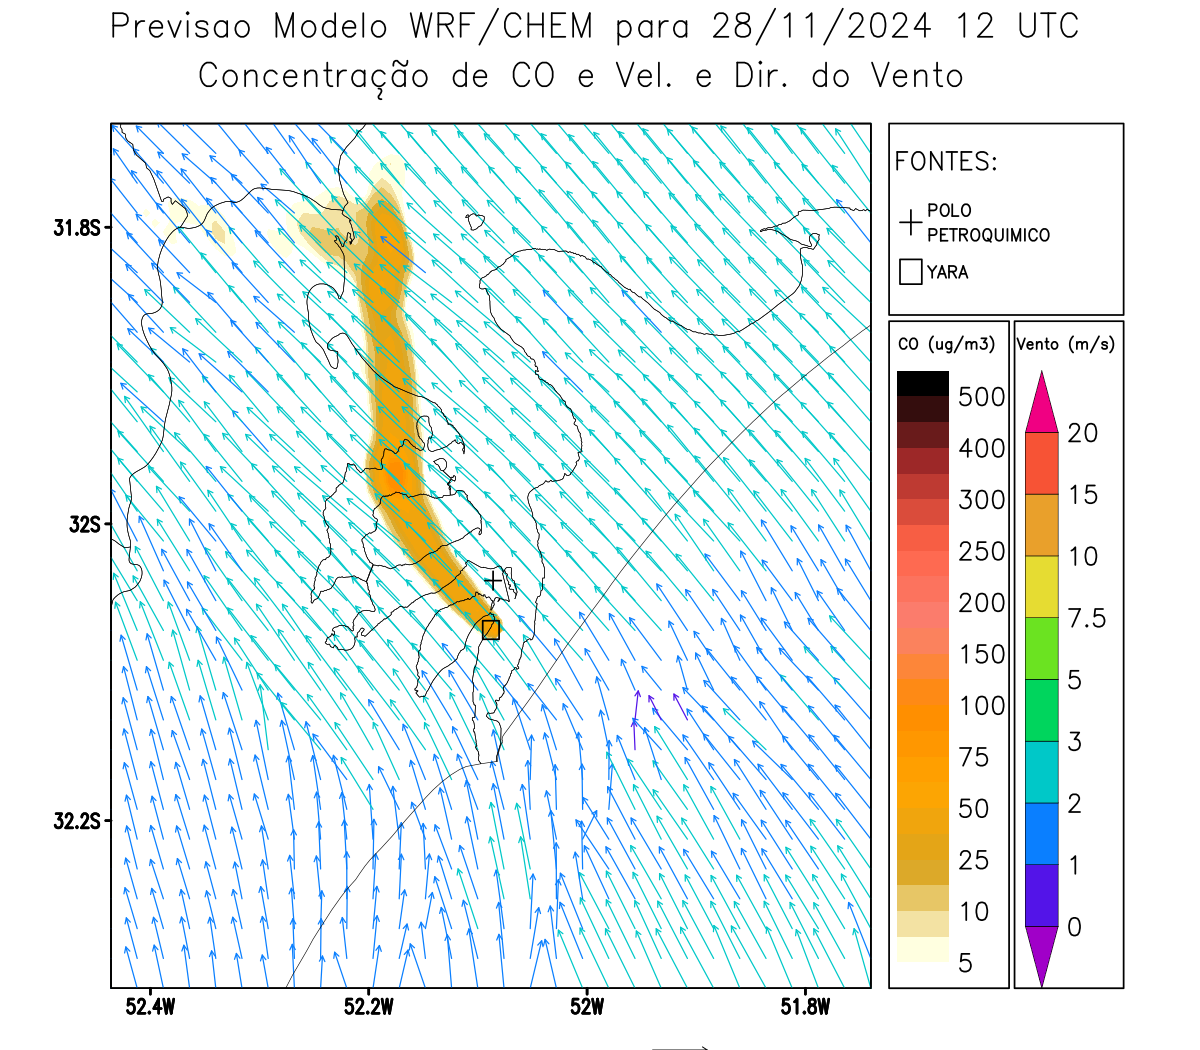 Previsao Modelo WRF/CHEM para 28/11/2024 12 UTC
Concentração de CO e Vel. e Dir. do Vento
FONTES:
POLO
PETROQUIMICO
YARA
31.8S
32S
32.2S
52.4W
52.2W
52W
51.8W
CO (ug/m3)
500
400
300
250
200
150
100
75
50
25
10
5
Vento (m/s)
20
15
10
7.5
5
3
2
1
0